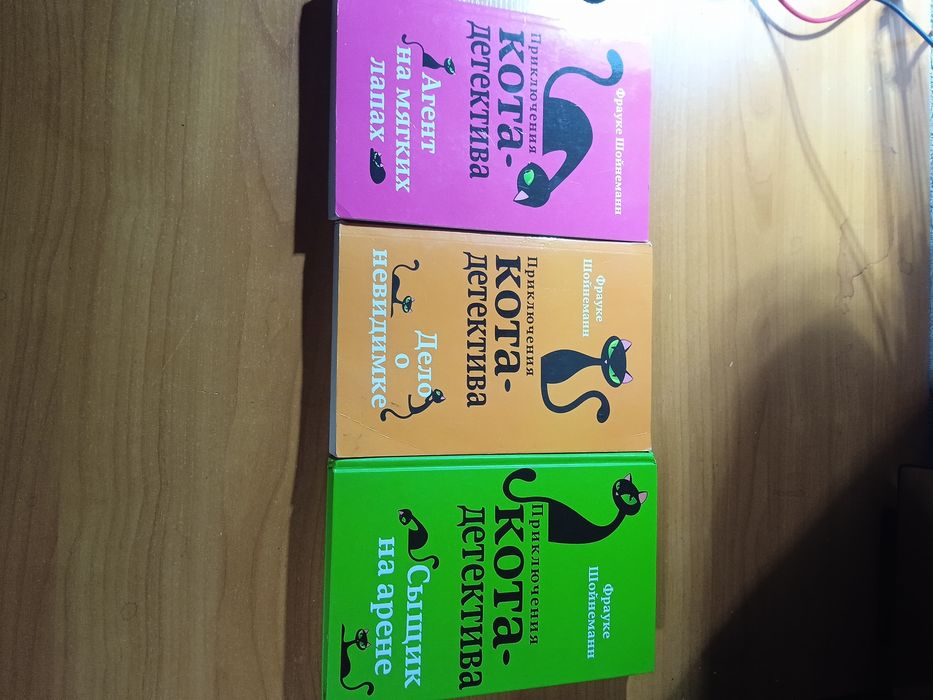 Фрауке Шойнеманн
Приключения
кота-
детектива
Агент
на мягких
лапах
Фрауке
Шойнеманн
Приключения
кота-
детектива
Дело
о
невидимке
Фрауке
Шойнеманн
Приключения
кота-
детектива
Сыщик
на арене